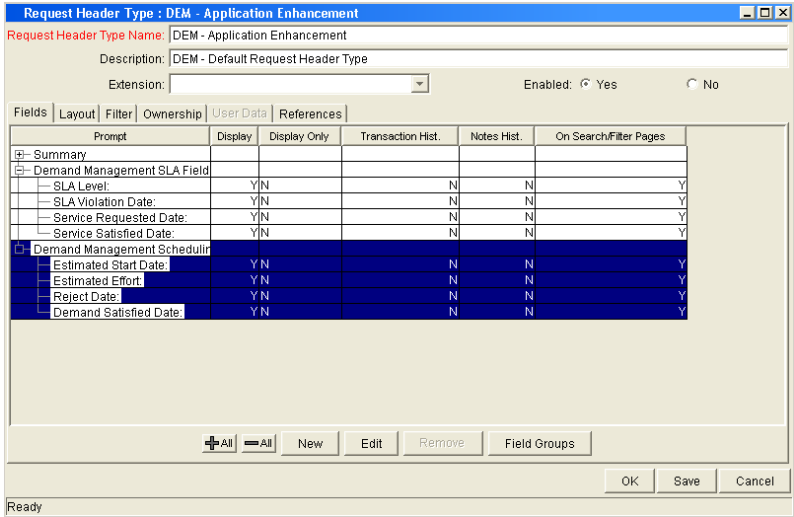 Request Header Type : DEM - Application Enhancement
Request Header Type Name: DEM - Application Enhancement
Description: DEM - Default Request Header Type
Extension: Enabled: Yes No
Fields Layout Filter Ownership User Data References
Prompt Display Display Only Transaction Hist. Notes Hist. On Search/Filter Pages
Summary
Demand Management SLA Field
SLA Level: Y N N N Y
SLA Violation Date: Y N N N Y
Service Requested Date: Y N N N Y
Service Satisfied Date: Y N N N Y
Demand Management Schedulin
Estimated Start Date: Y N N N Y
Estimated Effort: Y N N N Y
Reject Date: Y N N N Y
Demand Satisfied Date: Y N N N Y
All All New Edit Remove Field Groups
OK Save Cancel
Ready